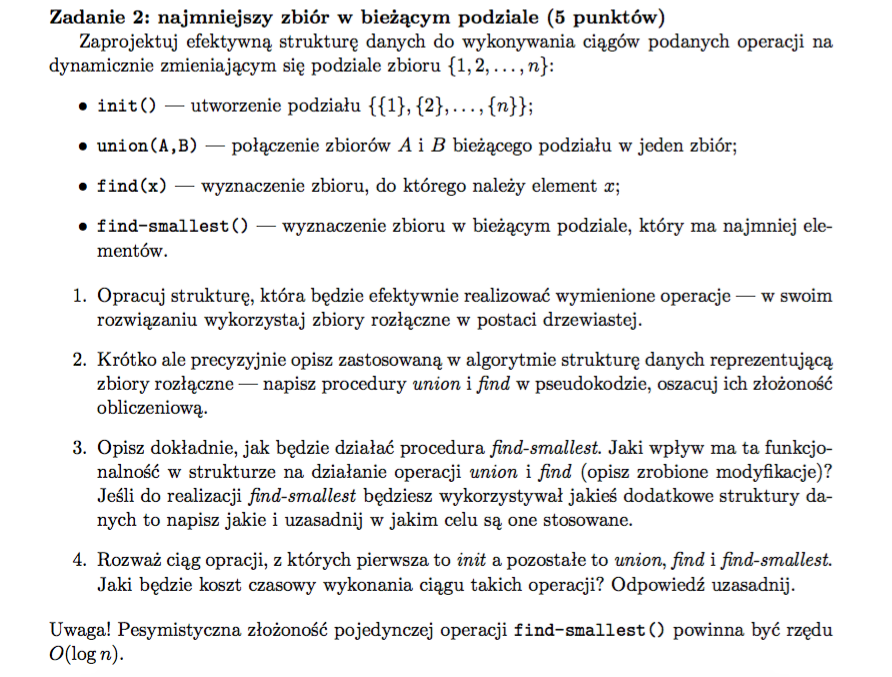 Zadanie 2: najmniejszy zbiór w bieżącym podziale (5 punktów)
Zaprojektuj efektywną strukturę danych do wykonywania ciągów podanych operacji na
dynamicznie zmieniającym się podziale zbioru {1, 2, . . . , n}:
• init() — utworzenie podziału {{1}, {2}, . . . , {n}};
• union(A,B) — połączenie zbiorów A i B bieżącego podziału w jeden zbiór;
• find(x) — wyznaczenie zbioru, do którego należy element x;
• find-smallest() — wyznaczenie zbioru w bieżącym podziale, który ma najmniej ele-
mentów.
1. Opracuj strukturę, która będzie efektywnie realizować wymienione operacje — w swoim
rozwiązaniu wykorzystaj zbiory rozłączne w postaci drzewiastej.
2. Krótko ale precyzyjnie opisz zastosowaną w algorytmie strukturę danych reprezentującą
zbiory rozłączne — napisz procedury union i find w pseudokodzie, oszacuj ich złożoność
obliczeniową.
3. Opisz dokładnie, jak będzie działać procedura find-smallest. Jaki wpływ ma ta funkcjo-
nalność w strukturze na działanie operacji union i find (opisz zrobione modyfikacje)?
Jeśli do realizacji find-smallest będziesz wykorzystywał jakieś dodatkowe struktury da-
nych to napisz jakie i uzasadnij w jakim celu są one stosowane.
4. Rozważ ciąg opracji, z których pierwsza to init a pozostałe to union, find i find-smallest.
Jaki będzie koszt czasowy wykonania ciągu takich operacji? Odpowiedź uzasadnij.
Uwaga! Pesymistyczna złożoność pojedynczej operacji find-smallest() powinna być rzędu
O(log n).